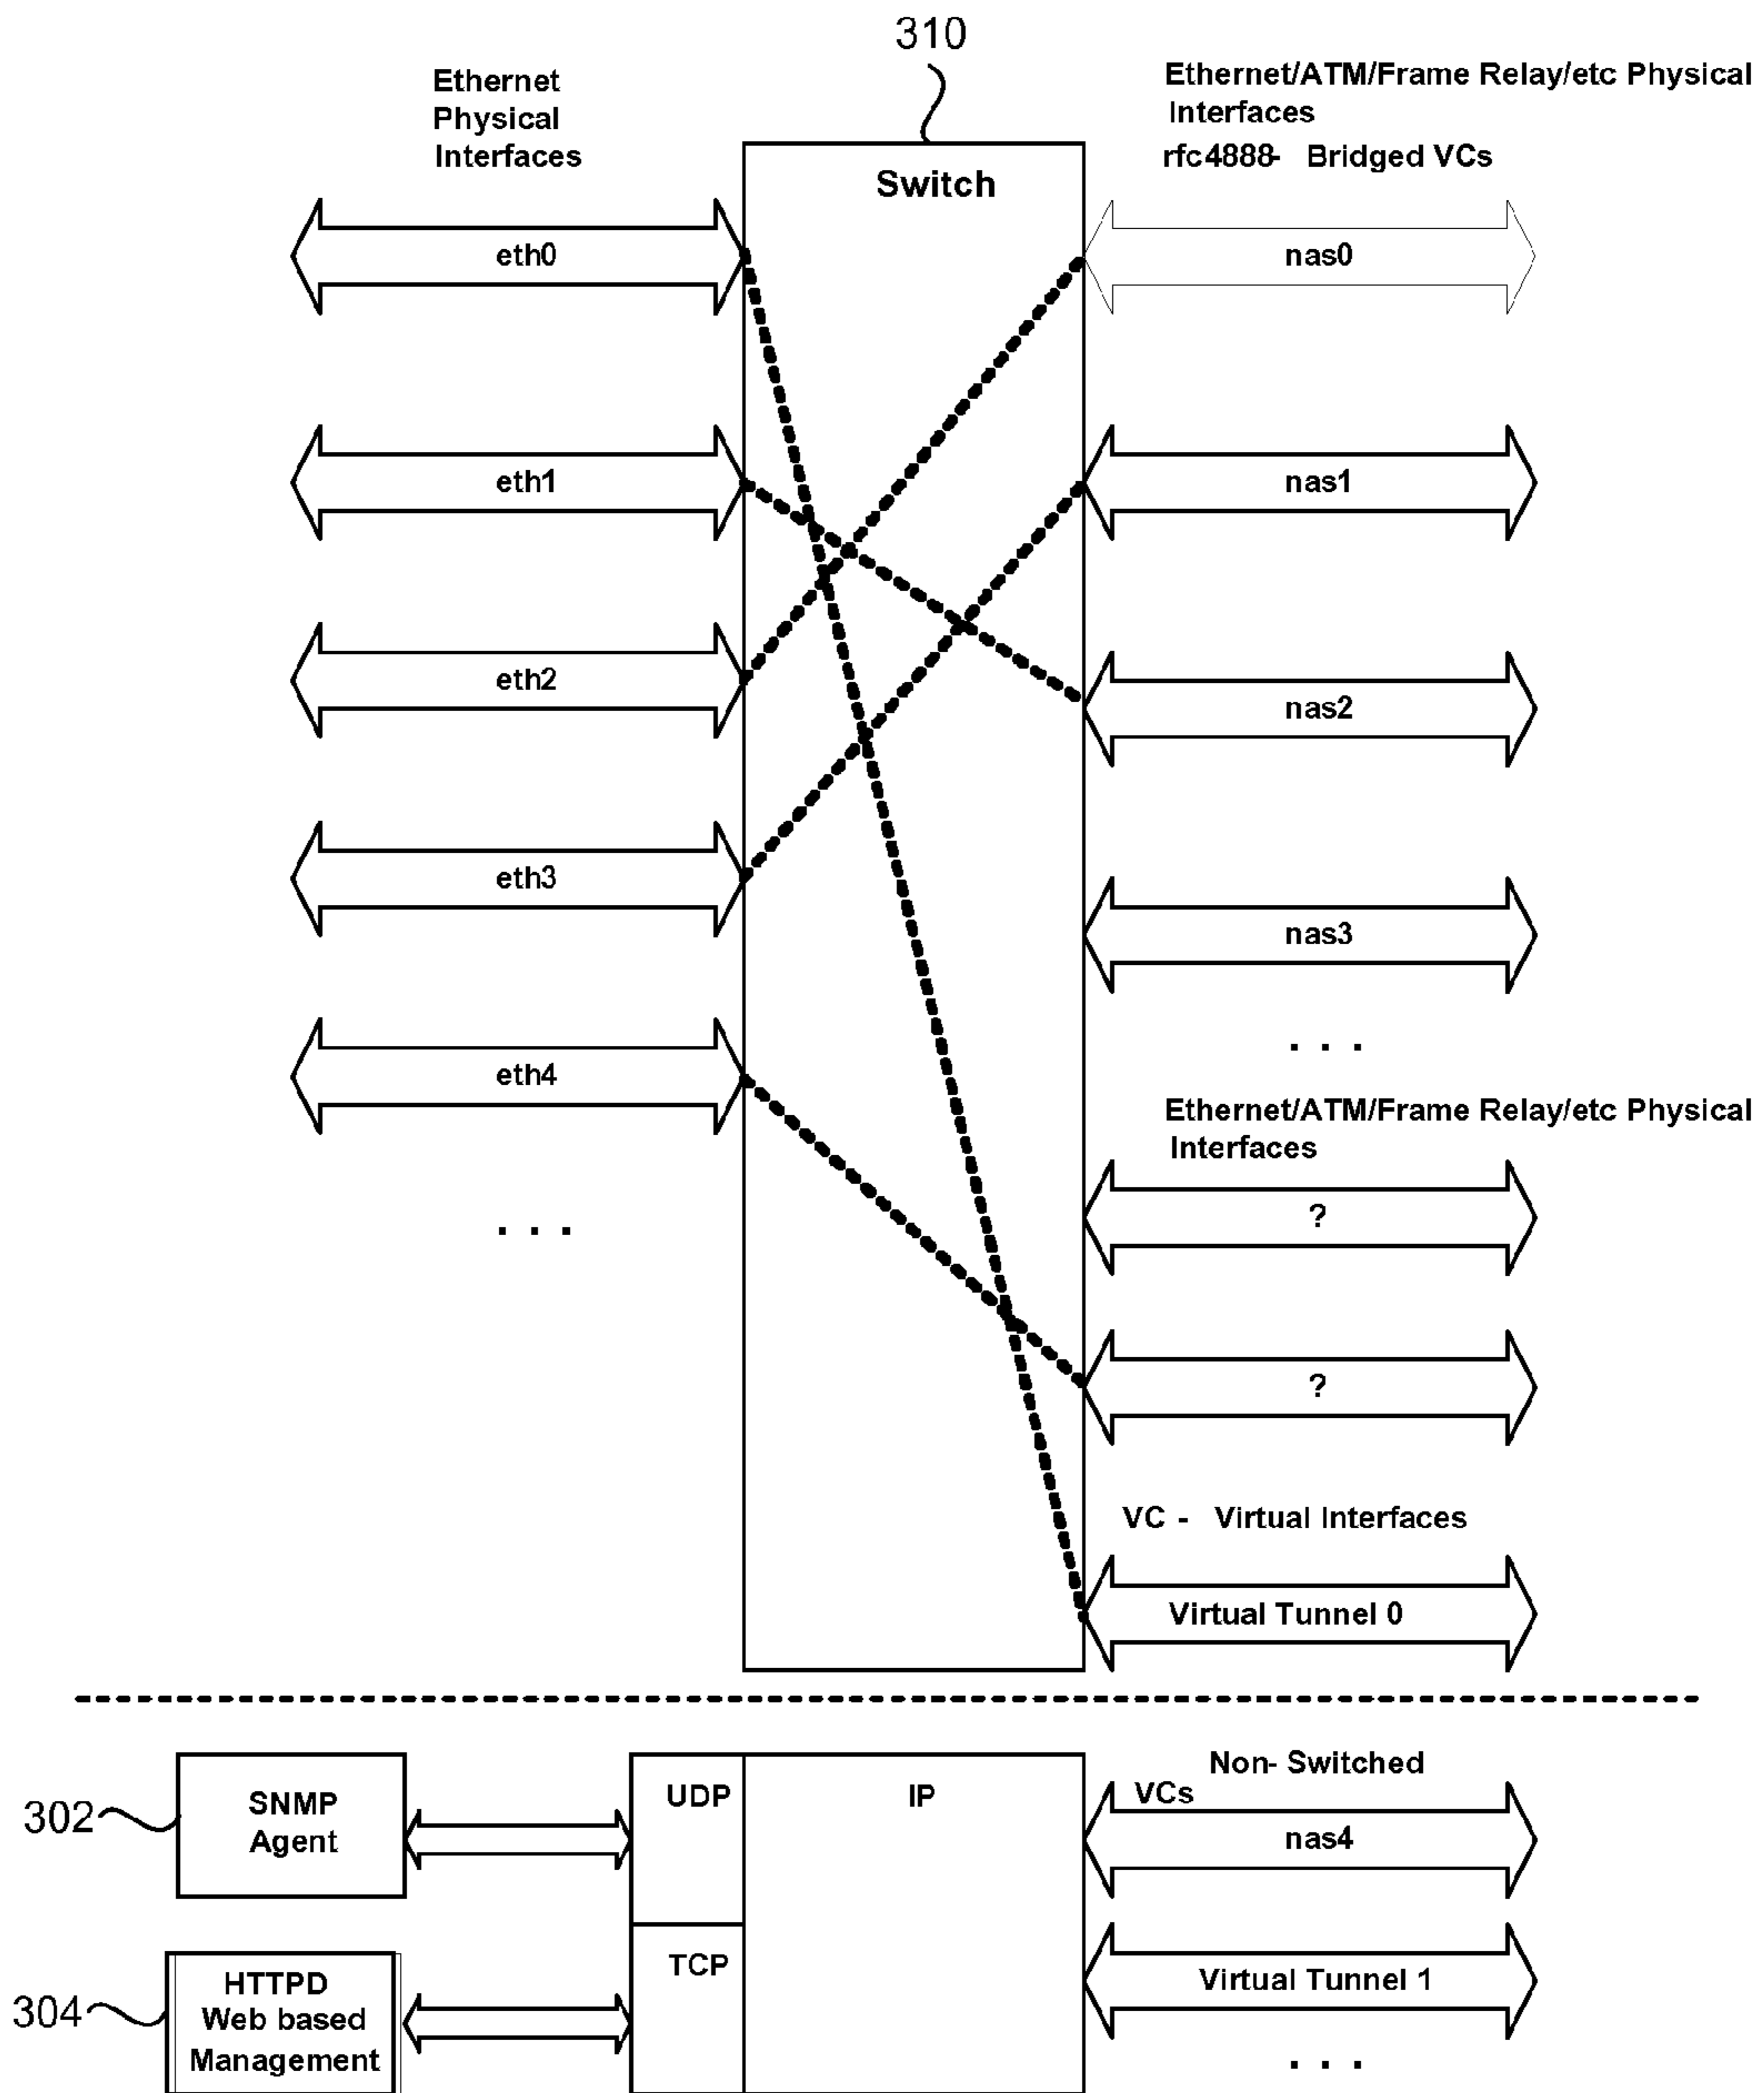 310
Ethernet
Physical
Interfaces
Ethernet/ATM/Frame Relay/etc Physical
Interfaces
rfc4888- Bridged VCs
Switch
eth0
nas0
eth1
nas1
eth2
nas2
eth3
nas3
. . .
eth4
Ethernet/ATM/Frame Relay/etc Physical
Interfaces
?
. . .
?
VC - Virtual Interfaces
Virtual Tunnel 0
302
SNMP
Agent
UDP
IP
Non- Switched
VCs
nas4
304
HTTPD
Web based
Management
TCP
Virtual Tunnel 1
. . .